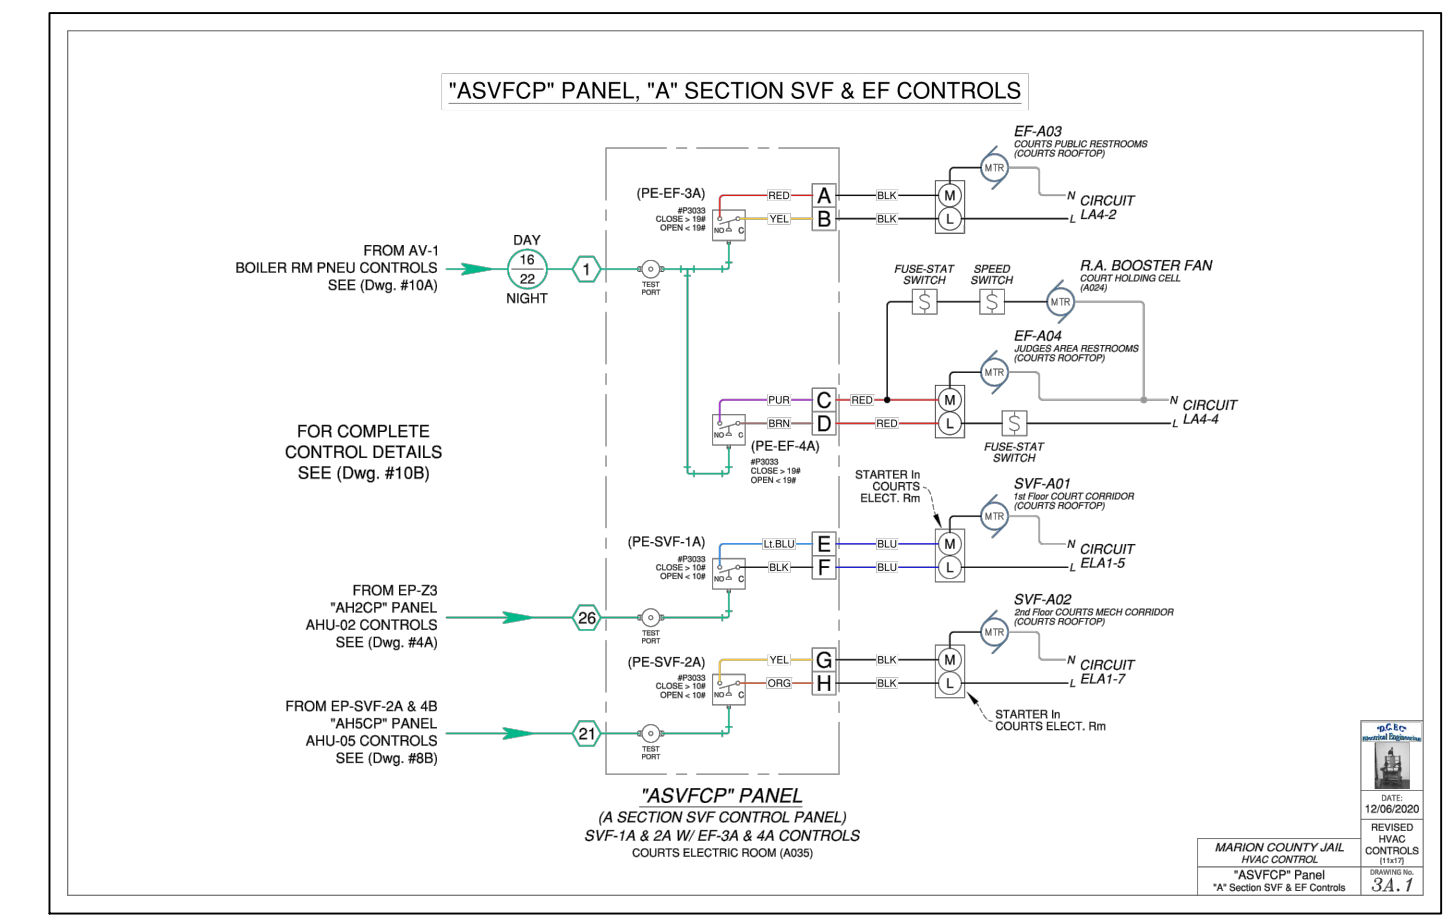 "ASVFCP" PANEL, "A" SECTION SVF & EF CONTROLS
EF-A03
COURTS PUBLIC RESTROOMS
(COURTS ROOFTOP)
MTR
(PE-EF-3A)
#P3033
CLOSE > 19#
OPEN < 19#
NO C
RED
YEL
A
B
BLK
BLK
M
L
N
L
CIRCUIT
LA4-2
FROM AV-1
BOILER RM PNEU CONTROLS
SEE (Dwg. #10A)
DAY
16
22
NIGHT
1
TEST
PORT
FUSE-STAT
SWITCH
$
SPEED
SWITCH
$
R.A. BOOSTER FAN
COURT HOLDING CELL
(A024)
MTR
EF-A04
JUDGES AREA RESTROOMS
(COURTS ROOFTOP)
MTR
PUR
BRN
C
D
RED
RED
M
L
$
FUSE-STAT
SWITCH
N
L
CIRCUIT
LA4-4
NO C
(PE-EF-4A)
#P3033
CLOSE > 19#
OPEN < 19#
FOR COMPLETE
CONTROL DETAILS
SEE (Dwg. #10B)
STARTER In
COURTS
ELECT. Rm
SVF-A01
1st Floor COURT CORRIDOR
(COURTS ROOFTOP)
MTR
(PE-SVF-1A)
#P3033
CLOSE > 10#
OPEN < 10#
NO C
Lt.BLU
BLK
E
F
BLU
BLU
M
L
N
L
CIRCUIT
ELA1-5
FROM EP-Z3
"AH2CP" PANEL
AHU-02 CONTROLS
SEE (Dwg. #4A)
26
TEST
PORT
SVF-A02
2nd Floor COURTS MECH CORRIDOR
(COURTS ROOFTOP)
MTR
(PE-SVF-2A)
#P3033
CLOSE > 10#
OPEN < 10#
NO C
YEL
ORG
G
H
BLK
BLK
M
L
N
L
CIRCUIT
ELA1-7
STARTER In
COURTS ELECT. Rm
FROM EP-SVF-2A & 4B
"AH5CP" PANEL
AHU-05 CONTROLS
SEE (Dwg. #8B)
21
TEST
PORT
"ASVFCP" PANEL
(A SECTION SVF CONTROL PANEL)
SVF-1A & 2A W/ EF-3A & 4A CONTROLS
COURTS ELECTRIC ROOM (A035)
"D.C.E.C"
Electrical Engineering
DATE:
12/06/2020
REVISED
HVAC
CONTROLS
(11x17)
MARION COUNTY JAIL
HVAC CONTROL
"ASVFCP" Panel
"A" Section SVF & EF Controls
DRAWING No.
3A.1